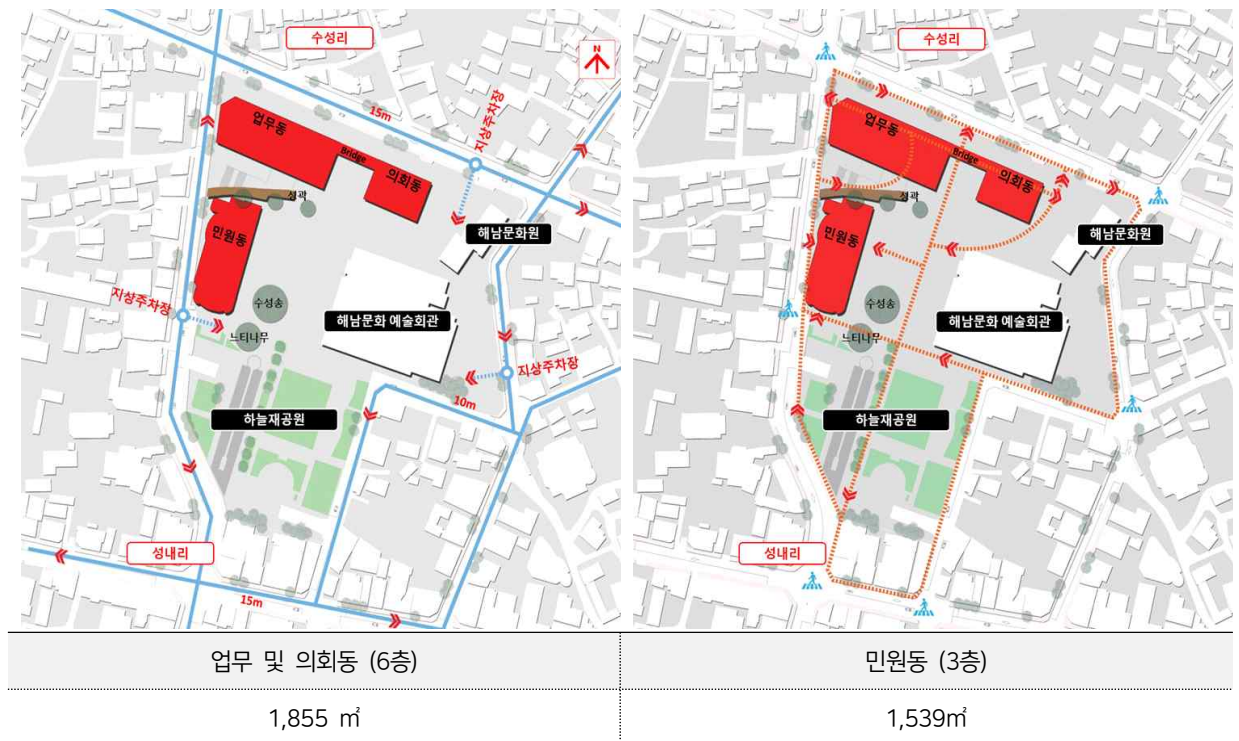 수성리
N
15m
지상주차장
업무동
Bridge
의회동
성곽
해남문화원
민원동
지상주차장
수성송
해남문화 예술회관
느티나무
지상주차장
10m
하늘재공원
성내리
15m
수성리
업무동
Bridge
의회동
성곽
해남문화원
민원동
수성송
해남문화 예술회관
느티나무
하늘재공원
성내리
업무 및 의회동 (6층)
민원동 (3층)
1,855 ㎡
1,539㎡